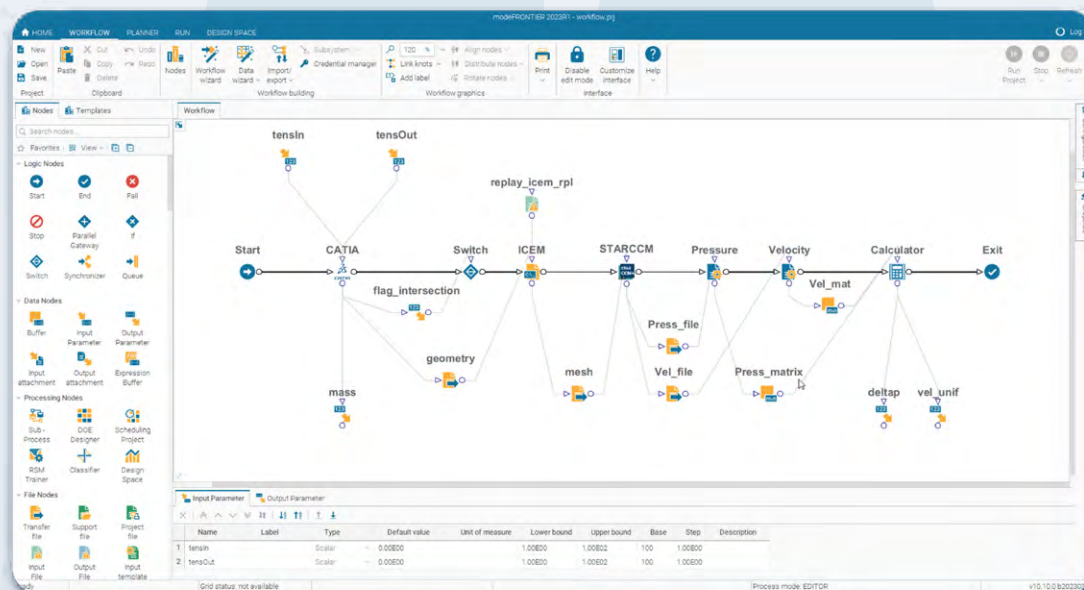 modeFRONTIER 2023R1 - workflow.prj
HOME WORKFLOW PLANNER RUN DESIGN SPACE Log
New
Open
Save
Project
Paste
Cut
Copy
Delete
Undo
Redo
Clipboard
Nodes
Workflow wizard
Data wizard
Import/ export
Subsystem
Credential manager
Workflow building
120 %
Link knots
Add label
Align nodes
Distribute nodes
Rotate nodes
Workflow graphics
Print
Disable edit mode
Customize interface
Interface
Help
Run Project
Stop
Refresh
Nodes Templates
Search nodes...
Favorites View
Logic Nodes
Start End Fail
Stop Parallel Gateway If
Switch Synchronizer Queue
Data Nodes
Buffer Input Parameter Output Parameter
Input attachment Output attachment Expression Buffer
Processing Nodes
Sub-Process DOE Designer Scheduling Project
RSM Trainer Classifier Design Space
File Nodes
Transfer file Support file Project file
Input File Output File Input template
Workflow
tensIn tensOut
replay_icem_rpl
Start CATIA Switch ICEM STARCCM Pressure Velocity Calculator Exit
flag_intersection
Vel_mat
Press_file
geometry
mesh
Vel_file
Press_matrix
mass
deltap
vel_unif
Input Parameter Output Parameter
Name Label Type Default value Unit of measure Lower bound Upper bound Base Step Description
1 tensIn Scalar 0.00E00 1.00E00 1.00E02 100 1.00E00
2 tensOut Scalar 0.00E00 1.00E00 1.00E02 100 1.00E00
Grid status: not available
Process mode: EDITOR